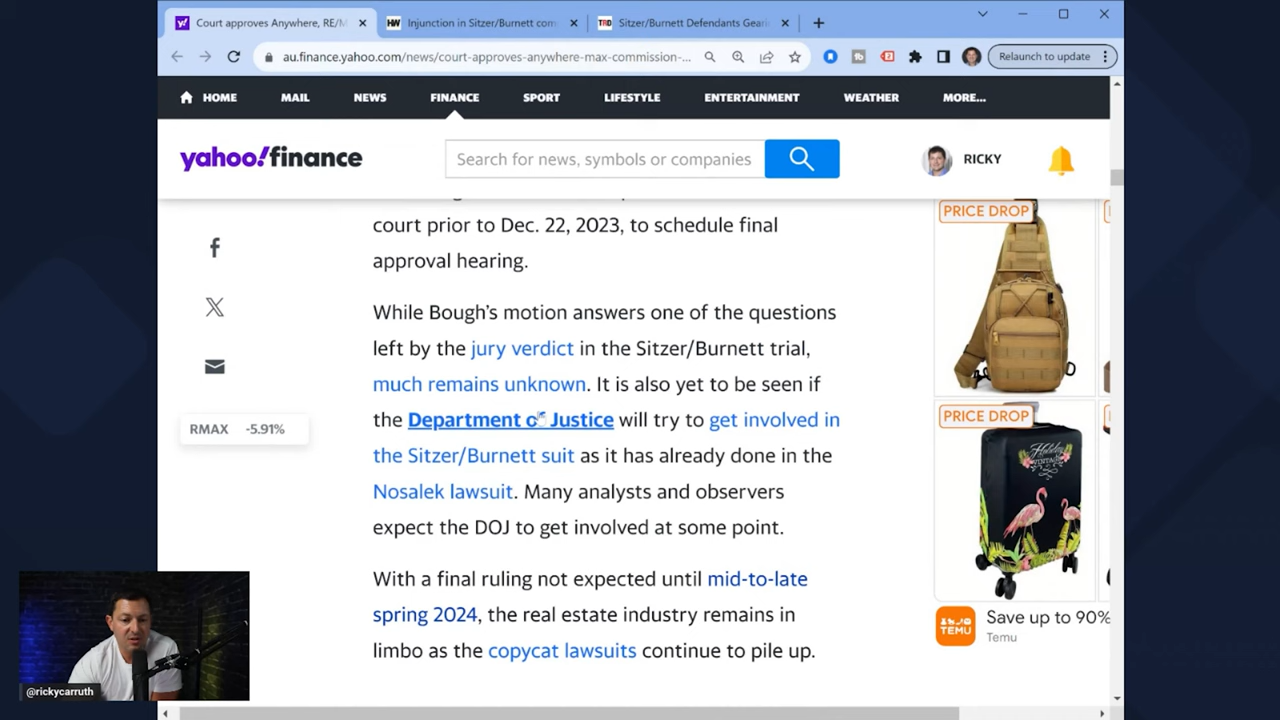 Court approves Anywhere, RE/M
HW Injunction in Sitzer/Burnett com
TRD Sitzer/Burnett Defendants Geari
au.finance.yahoo.com/news/court-approves-anywhere-max-commission-...
Relaunch to update
HOME MAIL NEWS FINANCE SPORT LIFESTYLE ENTERTAINMENT WEATHER MORE...
yahoo!finance
Search for news, symbols or companies
RICKY
court prior to Dec. 22, 2023, to schedule final
approval hearing.
While Bough's motion answers one of the questions
left by the jury verdict in the Sitzer/Burnett trial,
much remains unknown. It is also yet to be seen if
the Department of Justice will try to get involved in
the Sitzer/Burnett suit as it has already done in the
Nosalek lawsuit. Many analysts and observers
expect the DOJ to get involved at some point.
With a final ruling not expected until mid-to-late
spring 2024, the real estate industry remains in
limbo as the copycat lawsuits continue to pile up.
RMAX -5.91%
PRICE DROP
PRICE DROP
TEMU
Save up to 90%
Temu
@rickycarruth